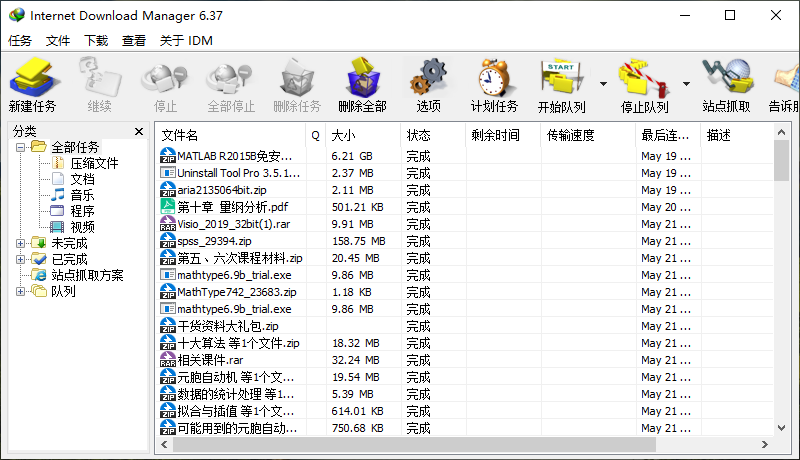 Internet Download Manager 6.37
任务 文件 下载 查看 关于 IDM
新建任务 继续 停止 全部停止 删除任务 删除全部 选项 计划任务 START 开始队列 停止队列 站点抓取 告诉朋
分类
全部任务
压缩文件
文档
音乐
程序
视频
未完成
已完成
站点抓取方案
队列
文件名 Q 大小 状态 剩余时间 传输速度 最后连... 描述
MATLAB R2015B免安... 6.21 GB 完成 May 19 ...
Uninstall Tool Pro 3.5.1... 2.37 MB 完成 May 19 ...
aria2135064bit.zip 2.11 MB 完成 May 19 ...
第十章 量纲分析.pdf 501.21 KB 完成 May 20 ...
Visio_2019_32bit(1).rar 9.91 MB 完成 May 21 ...
spss_29394.zip 158.75 MB 完成 May 21 ...
第五、六次课程材料.zip 20.45 MB 完成 May 21 ...
mathtype6.9b_trial.exe 9.86 MB 完成 May 21 ...
MathType742_23683.zip 1.18 KB 完成 May 21 ...
mathtype6.9b_trial.exe 9.86 MB 完成 May 21 ...
干货资料大礼包.zip 完成 May 21 ...
十大算法 等1个文件.zip 18.32 MB 完成 May 21 ...
相关课件.rar 32.24 MB 完成 May 21 ...
元胞自动机 等1个文... 19.54 MB 完成 May 21 ...
数据的统计处理 等1... 5.39 MB 完成 May 21 ...
拟合与插值 等1个文... 614.01 KB 完成 May 21 ...
可能用到的元胞自动... 750.68 KB 完成 May 21 ...